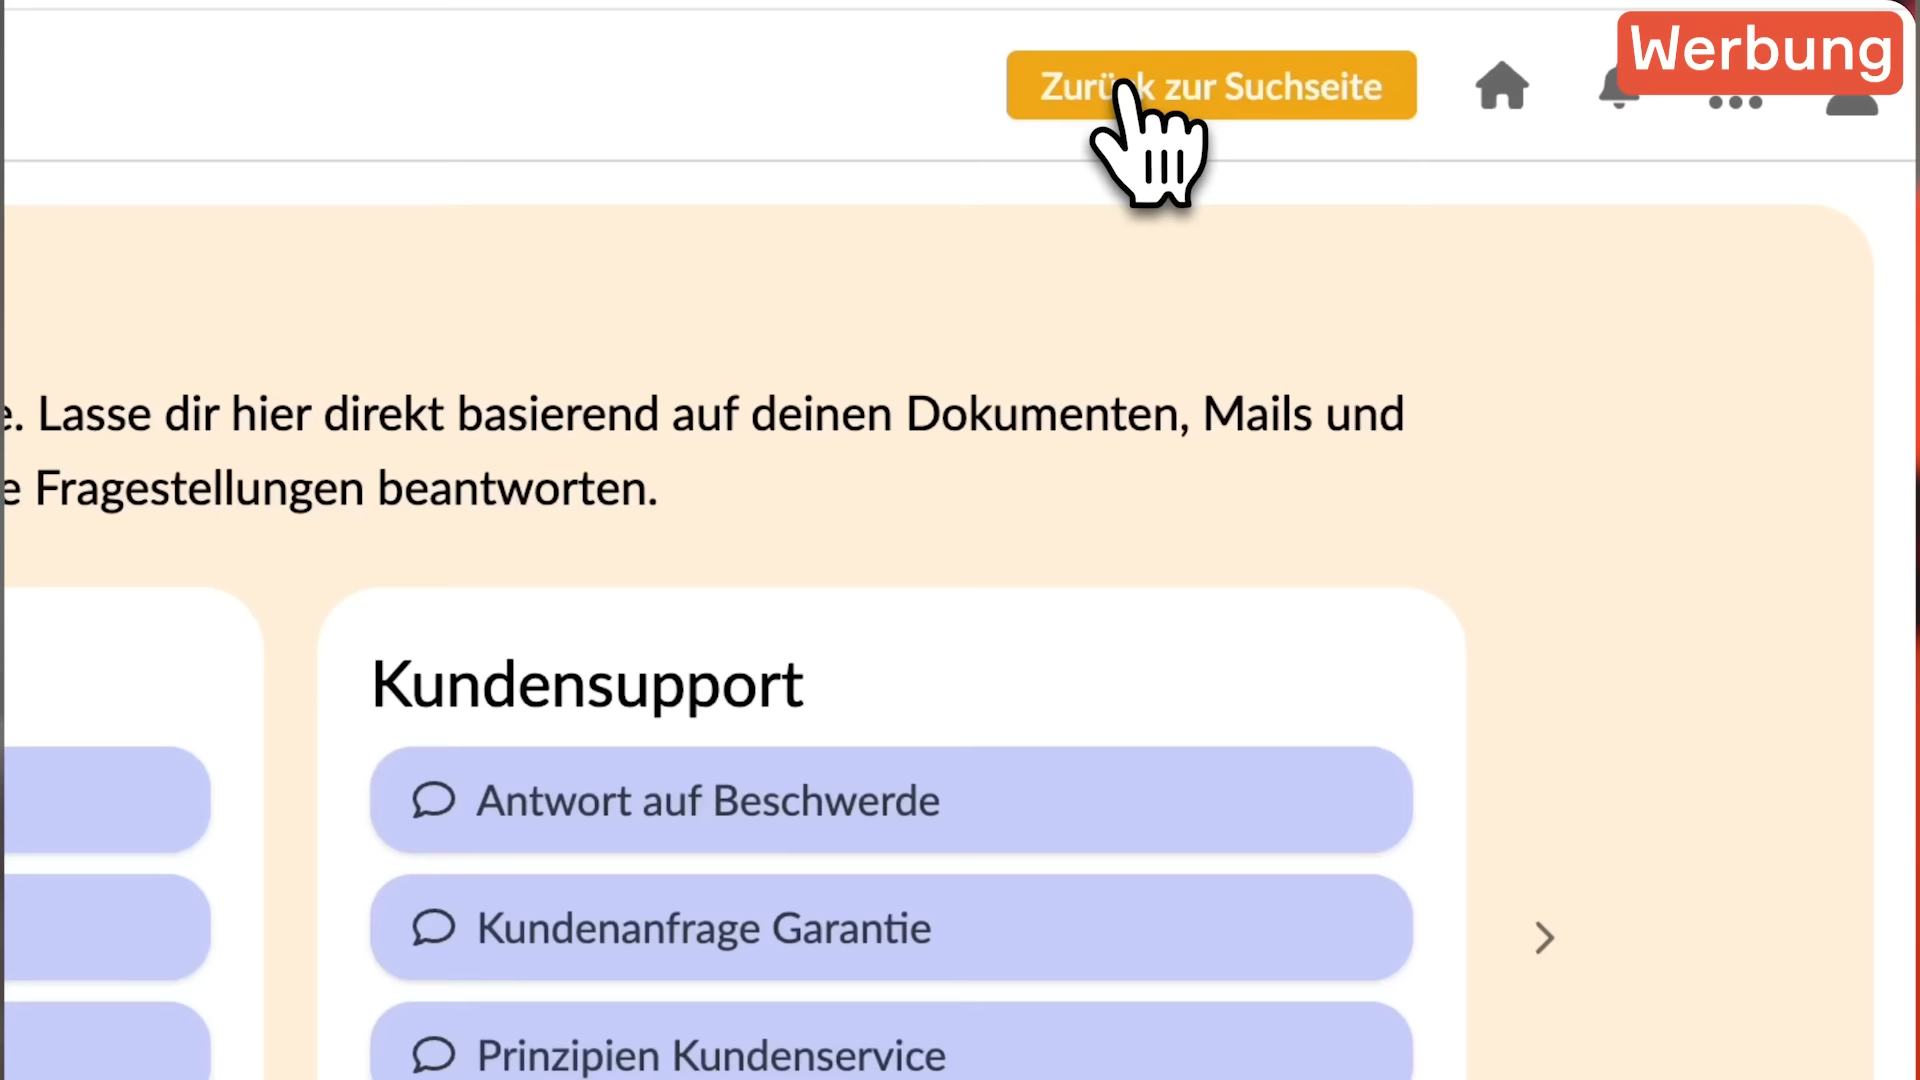 Werbung
Zurück zur Suchseite
e. Lasse dir hier direkt basierend auf deinen Dokumenten, Mails und
e Fragestellungen beantworten.
Kundensupport
Antwort auf Beschwerde
Kundenanfrage Garantie
Prinzipien Kundenservice